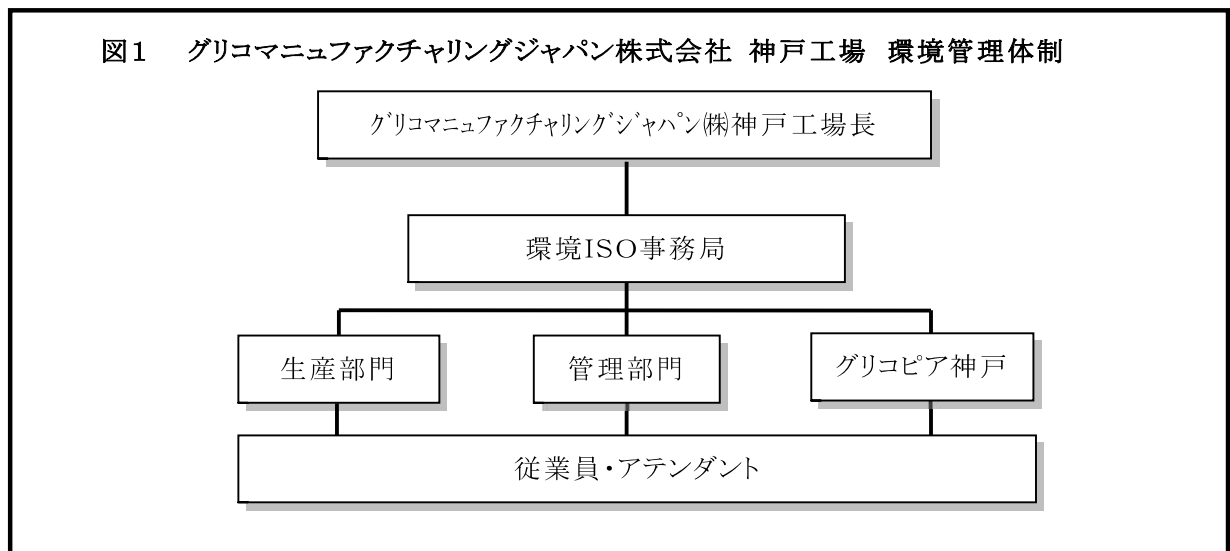 図1　グリコマニュファクチャリングジャパン株式会社 神戸工場 環境管理体制
ｸﾞﾘｺﾏﾆｭﾌｧｸﾁｬﾘﾝｸﾞｼﾞｬﾊﾟﾝ㈱神戸工場長
環境ISO事務局
生産部門
管理部門
グリコピア神戸
従業員・アテンダント